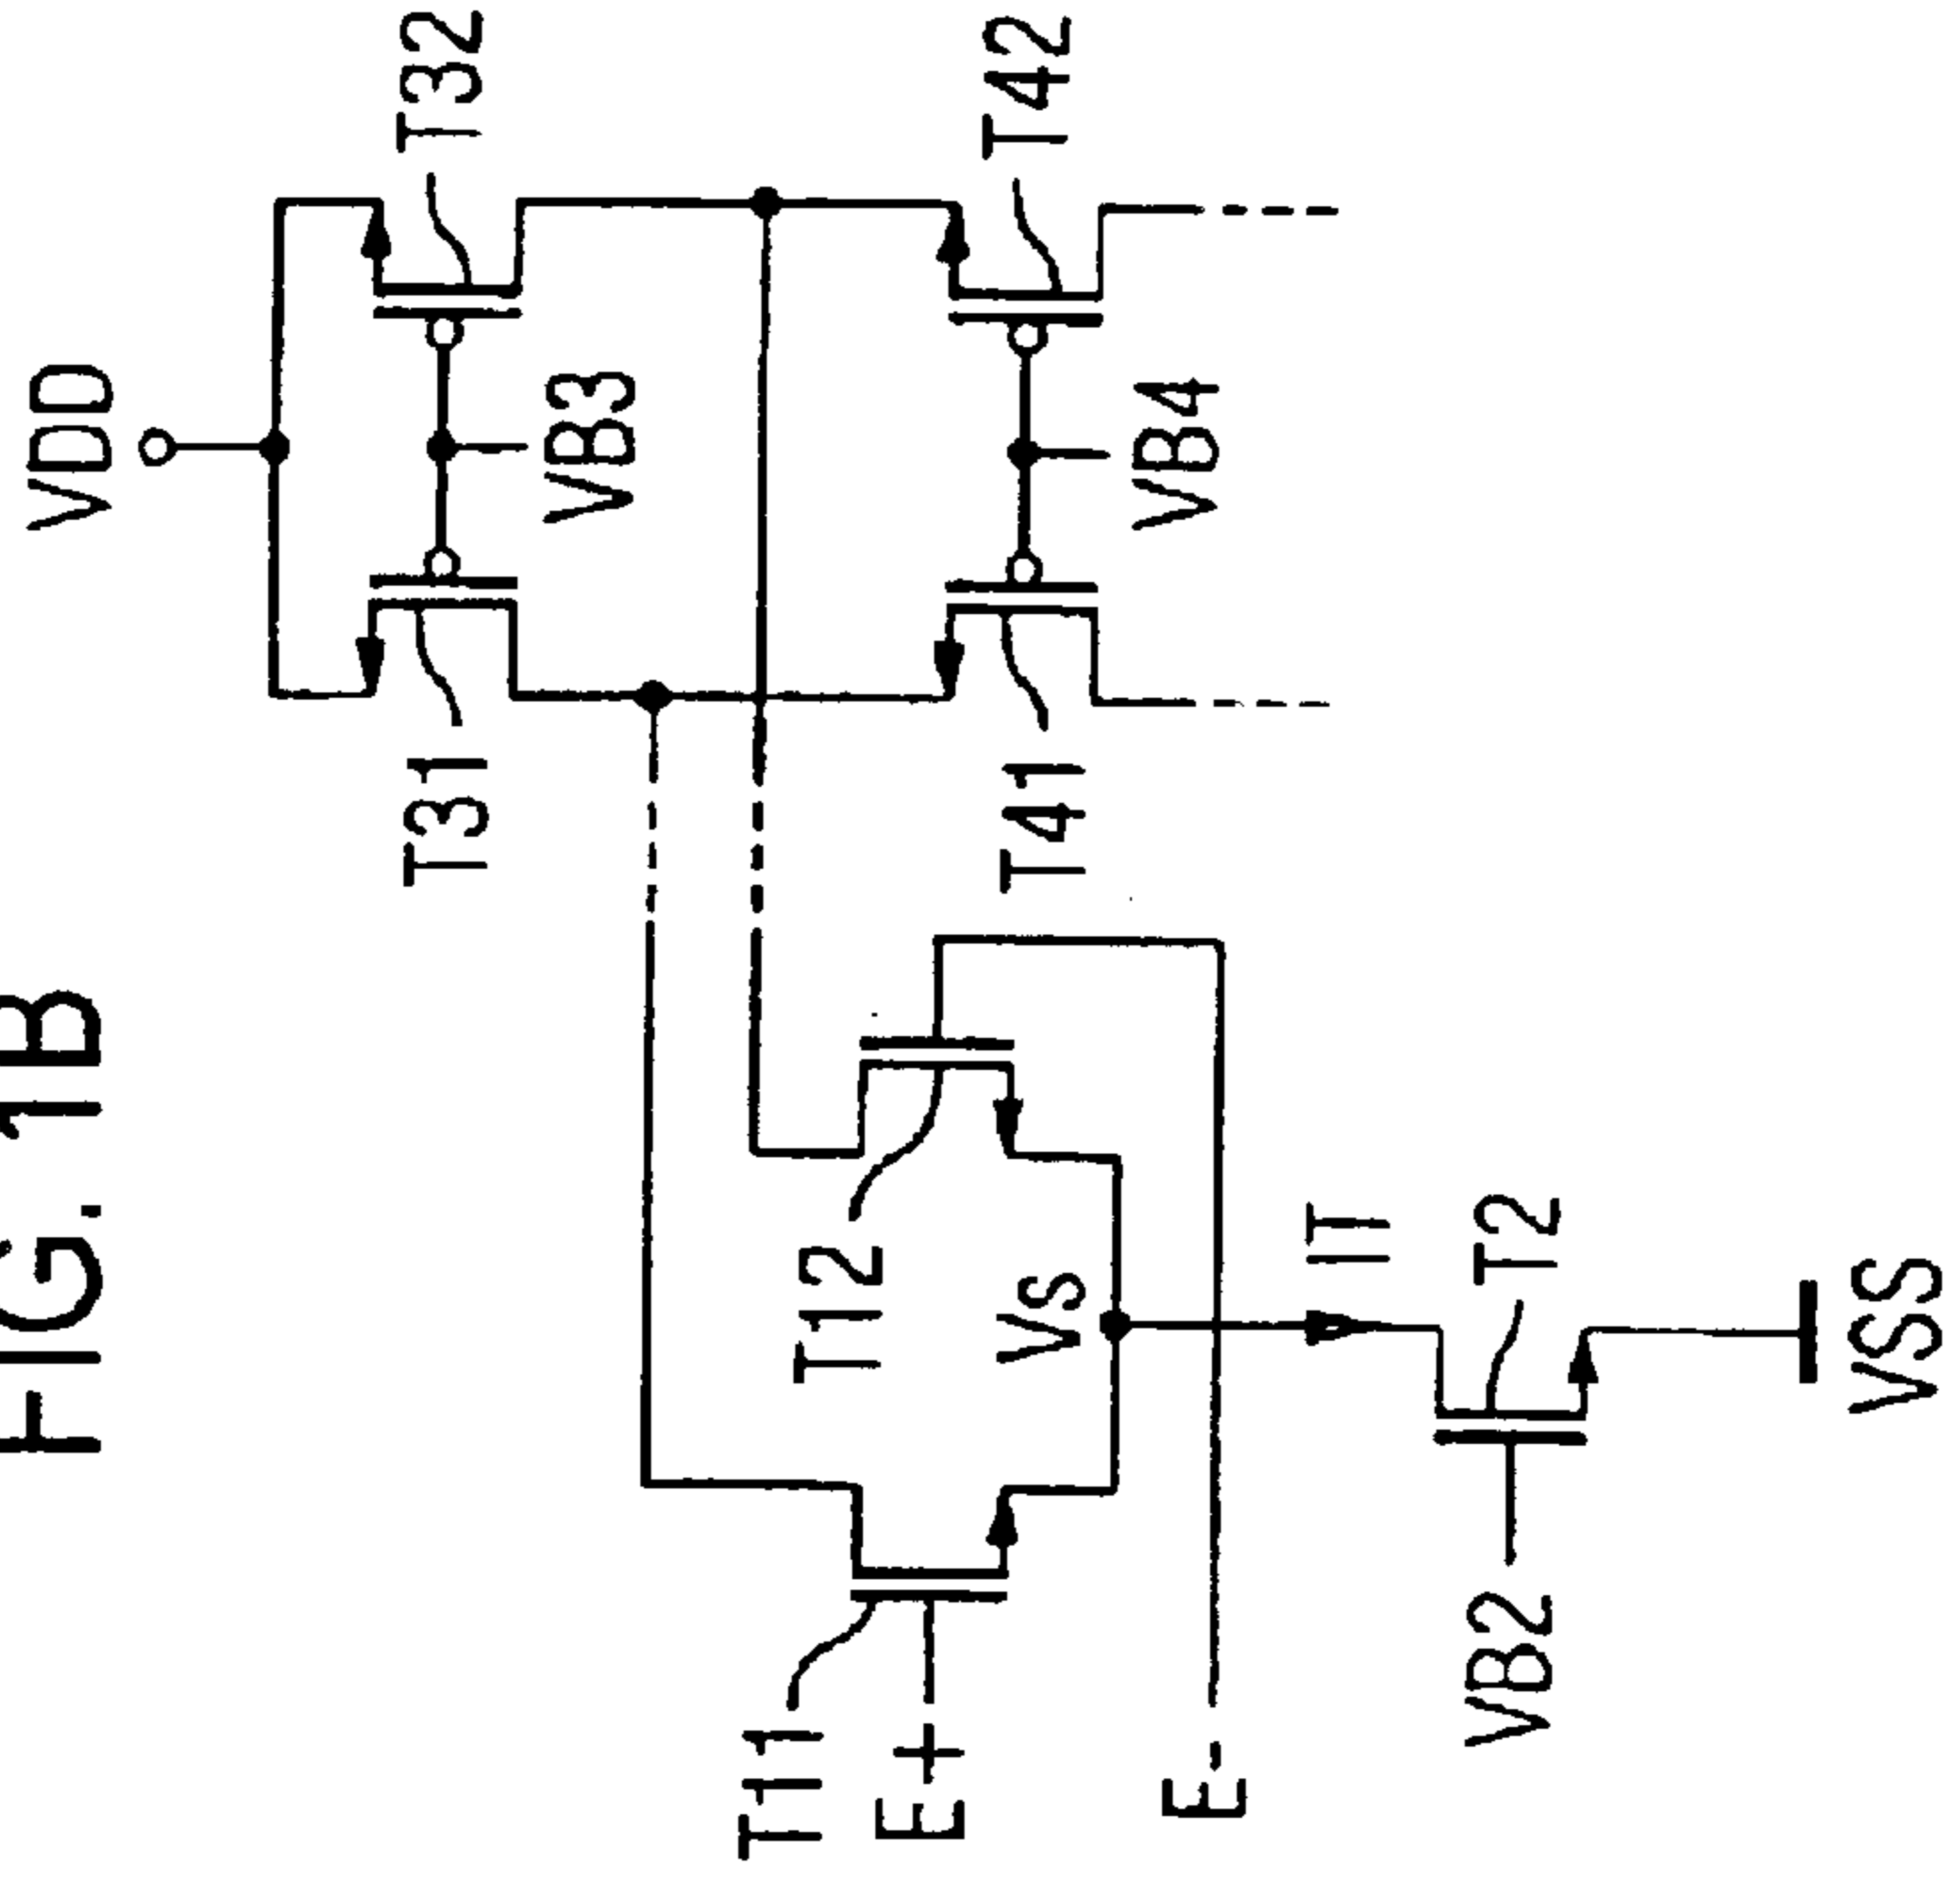 FIG. 1B
VDD
T31
T32
VB3
T41
T42
VB4
T11
T12
E+
VS
E-
IT
T2
VB2
VSS